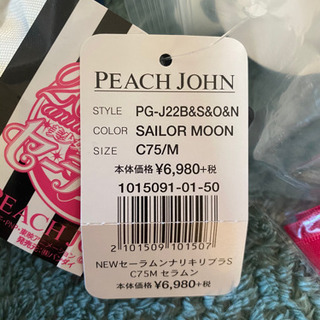 PEACH JOHN
STYLE PG-J22B&S&O&N
COLOR SAILOR MOON
SIZE C75/M
本体価格 ¥6,980+税
1015091-01-50
2 101509 101507
NEWセーラムンナリキリブラS
C75M セラムン
本体価格 ¥6,980+税
PEACH J